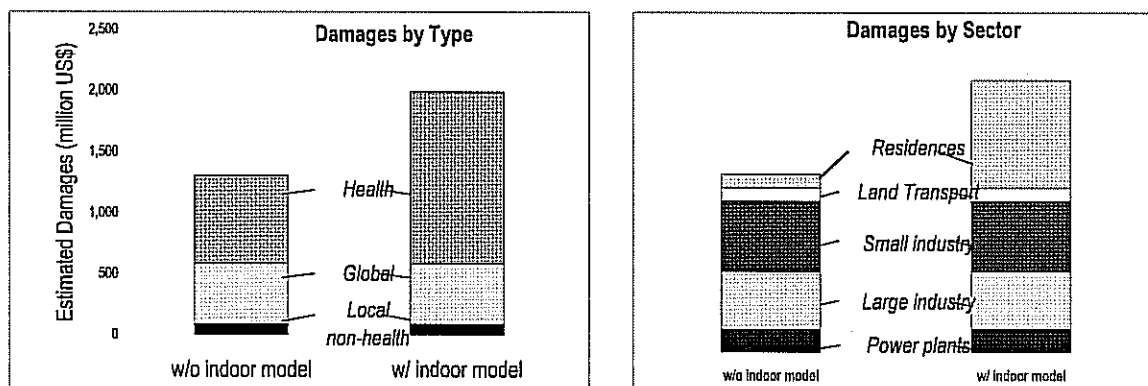 Damages by Type
Estimated Damages (million US$)
2,500
2,000
1,500
1,000
500
0
Health
Global
Local
non-health
w/o indoor model
w/ indoor model
Damages by Sector
Residences
Land Transport
Small industry
Large industry
Power plants
w/o indoor model
w/ indoor model